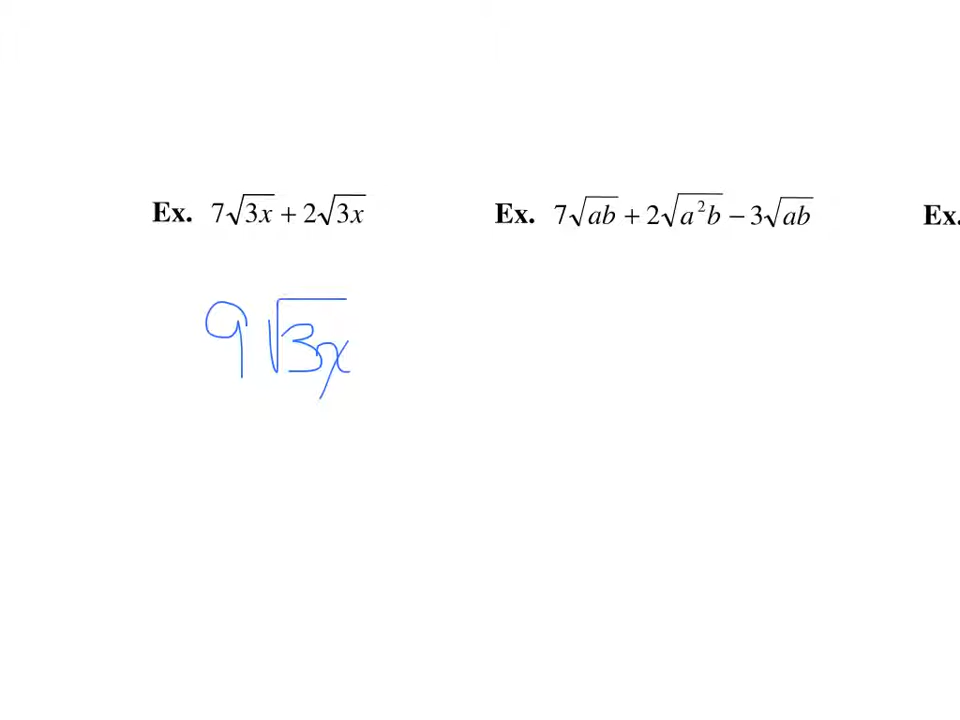 Ex. 7√3x + 2√3x
Ex. 7√ab + 2√a²b − 3√ab
Ex.
9√3x